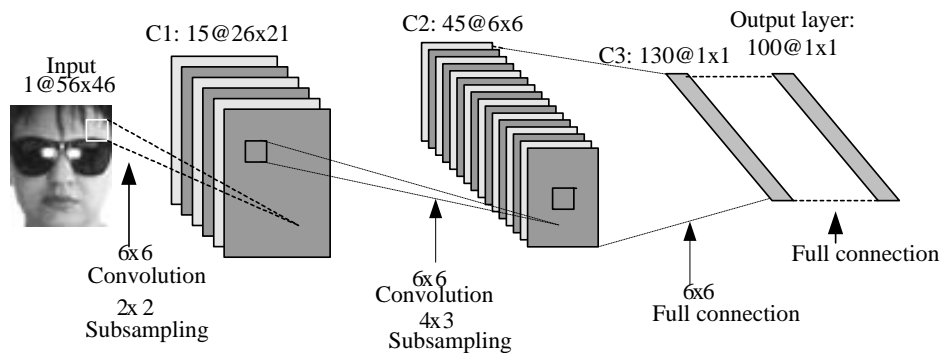 Input
1@56x46
C1: 15@26x21
C2: 45@6x6
C3: 130@1x1
Output layer:
100@1x1
6x6
Convolution
2x 2
Subsampling
6x6
Convolution
4x3
Subsampling
6x6
Full connection
Full connection